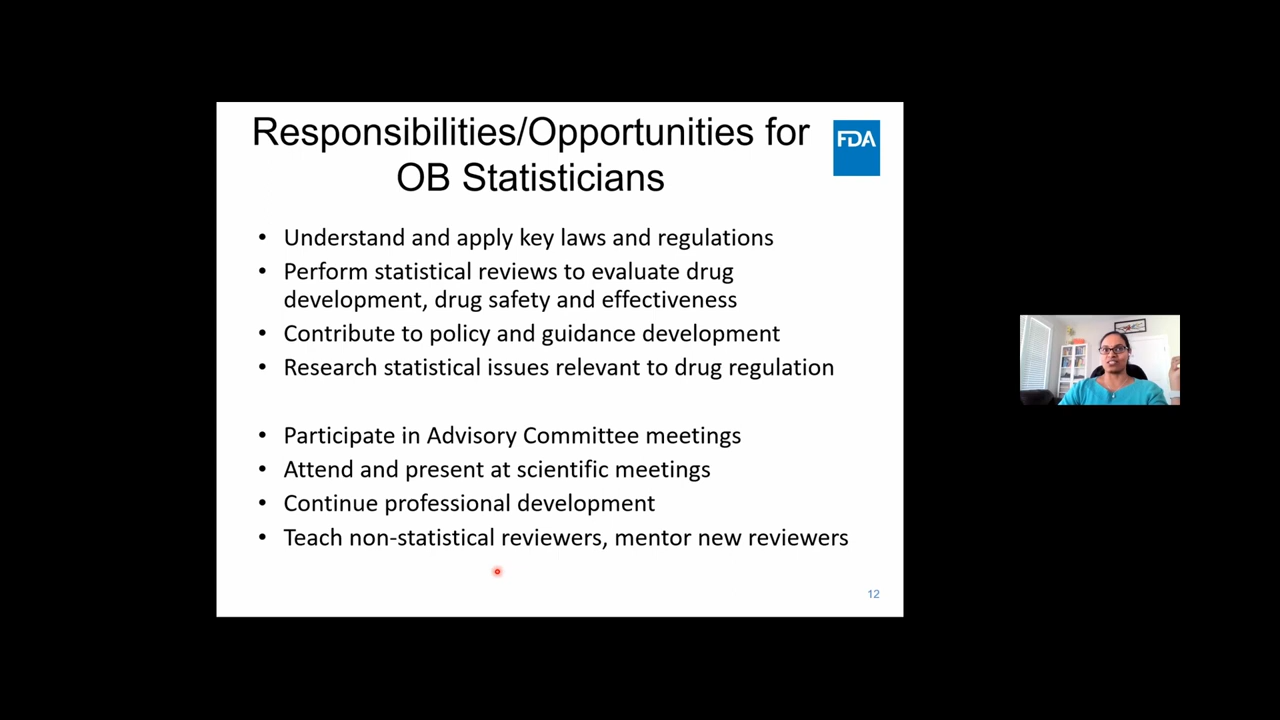 Responsibilities/Opportunities for
OB Statisticians
FDA
• Understand and apply key laws and regulations
• Perform statistical reviews to evaluate drug
development, drug safety and effectiveness
• Contribute to policy and guidance development
• Research statistical issues relevant to drug regulation
• Participate in Advisory Committee meetings
• Attend and present at scientific meetings
• Continue professional development
• Teach non-statistical reviewers, mentor new reviewers
12